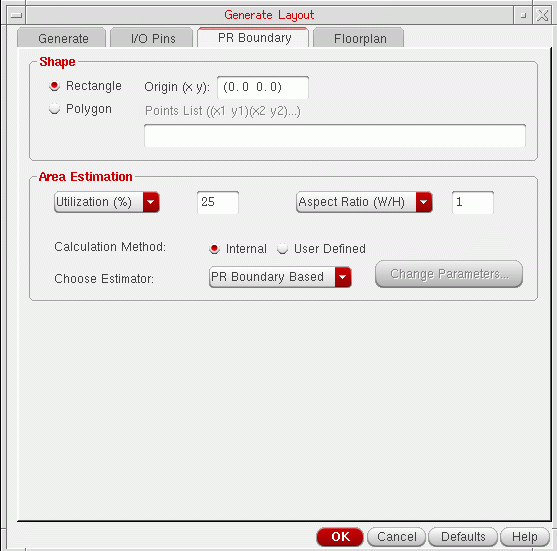 Generate Layout
Generate I/O Pins PR Boundary Floorplan
Shape
Rectangle Origin (x y): (0.0 0.0)
Polygon Points List ((x1 y1)(x2 y2)...)
Area Estimation
Utilization (%) 25 Aspect Ratio (W/H) 1
Calculation Method: Internal User Defined
Choose Estimator: PR Boundary Based Change Parameters...
OK Cancel Defaults Help